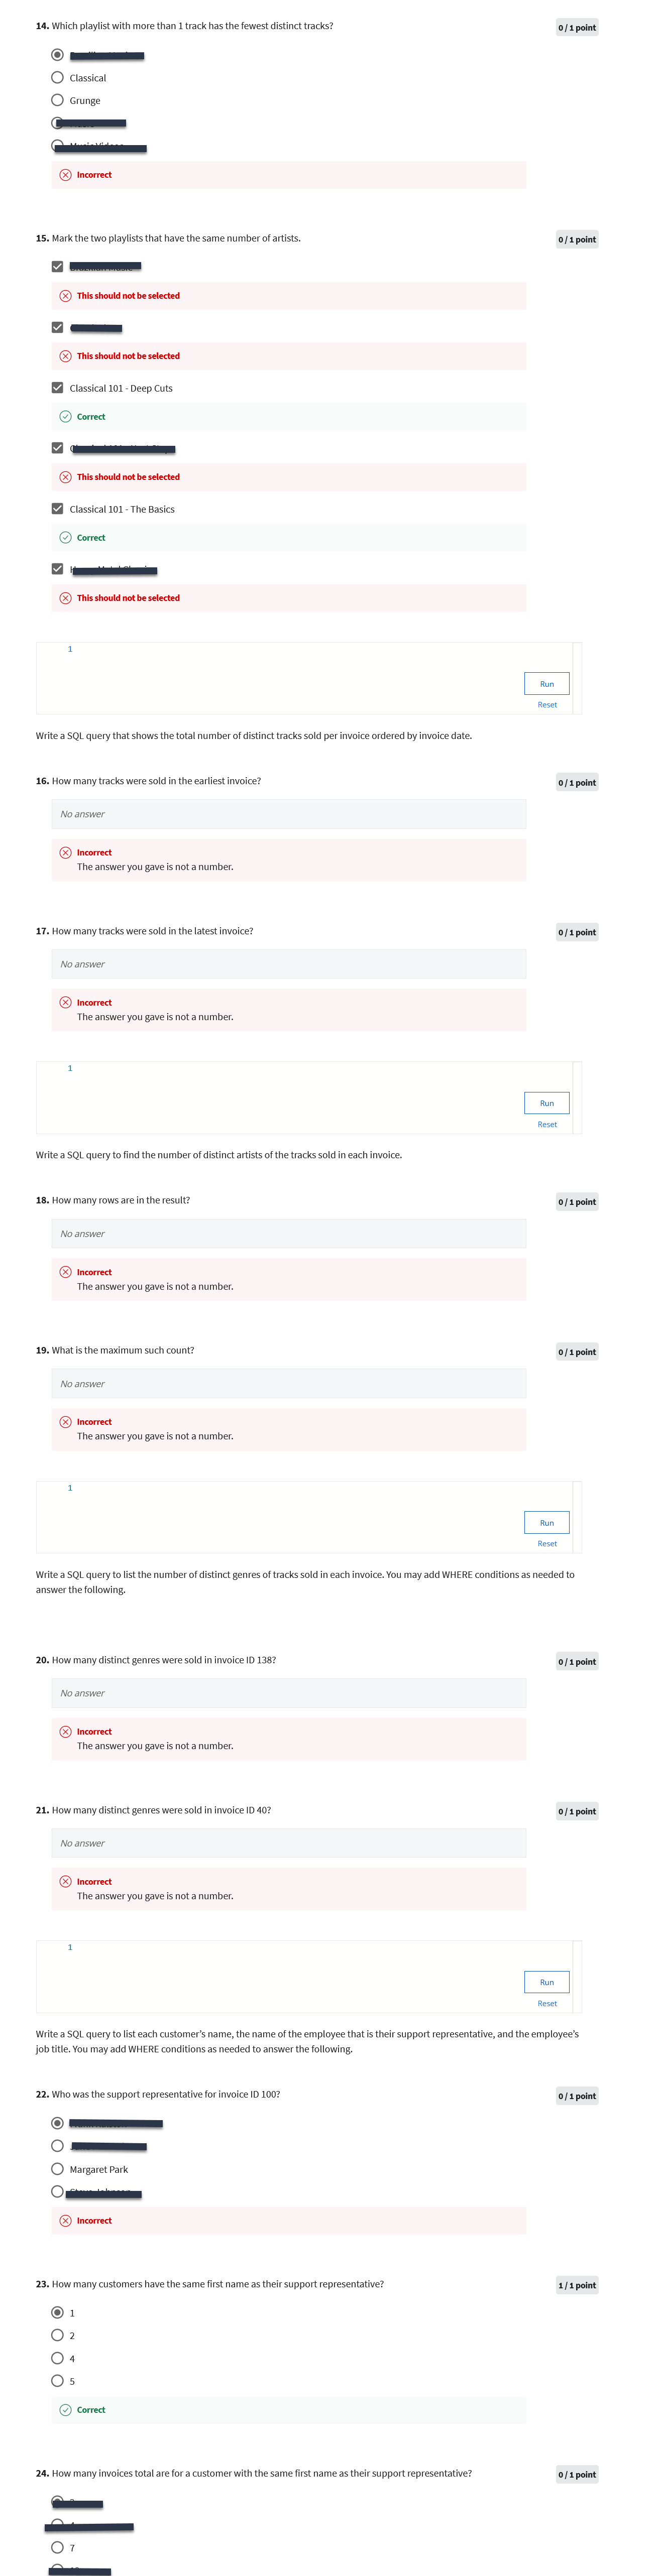 14. Which playlist with more than 1 track has the fewest distinct tracks?
0 / 1 point
Classical
Grunge
Incorrect
15. Mark the two playlists that have the same number of artists.
0 / 1 point
This should not be selected
This should not be selected
Classical 101 - Deep Cuts
Correct
This should not be selected
Classical 101 - The Basics
Correct
This should not be selected
1
Run
Reset
Write a SQL query that shows the total number of distinct tracks sold per invoice ordered by invoice date.
16. How many tracks were sold in the earliest invoice?
0 / 1 point
No answer
Incorrect
The answer you gave is not a number.
17. How many tracks were sold in the latest invoice?
0 / 1 point
No answer
Incorrect
The answer you gave is not a number.
1
Run
Reset
Write a SQL query to find the number of distinct artists of the tracks sold in each invoice.
18. How many rows are in the result?
0 / 1 point
No answer
Incorrect
The answer you gave is not a number.
19. What is the maximum such count?
0 / 1 point
No answer
Incorrect
The answer you gave is not a number.
1
Run
Reset
Write a SQL query to list the number of distinct genres of tracks sold in each invoice. You may add WHERE conditions as needed to
answer the following.
20. How many distinct genres were sold in invoice ID 138?
0 / 1 point
No answer
Incorrect
The answer you gave is not a number.
21. How many distinct genres were sold in invoice ID 40?
0 / 1 point
No answer
Incorrect
The answer you gave is not a number.
1
Run
Reset
Write a SQL query to list each customer’s name, the name of the employee that is their support representative, and the employee’s
job title. You may add WHERE conditions as needed to answer the following.
22. Who was the support representative for invoice ID 100?
0 / 1 point
Margaret Park
Incorrect
23. How many customers have the same first name as their support representative?
1 / 1 point
1
2
4
5
Correct
24. How many invoices total are for a customer with the same first name as their support representative?
0 / 1 point
7